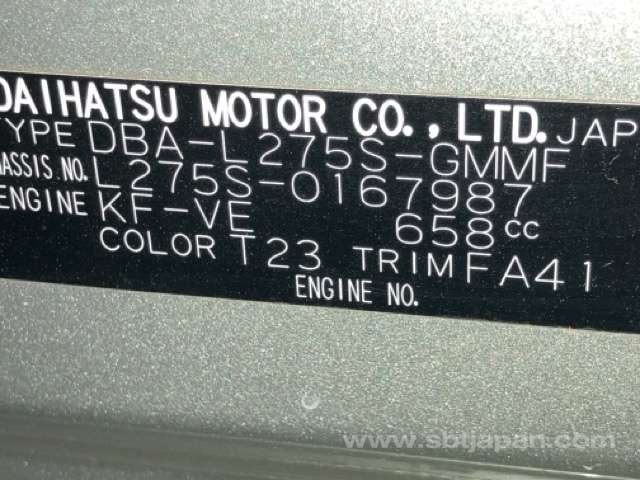 DAIHATSU MOTOR CO., LTD. JAP
TYPE DBA-L275S-GMMF
CHASSIS NO. L275S-0167987
ENGINE KF-VE 658cc
COLOR T23 TRIM FA41
ENGINE NO.
www.sbtjapan.com